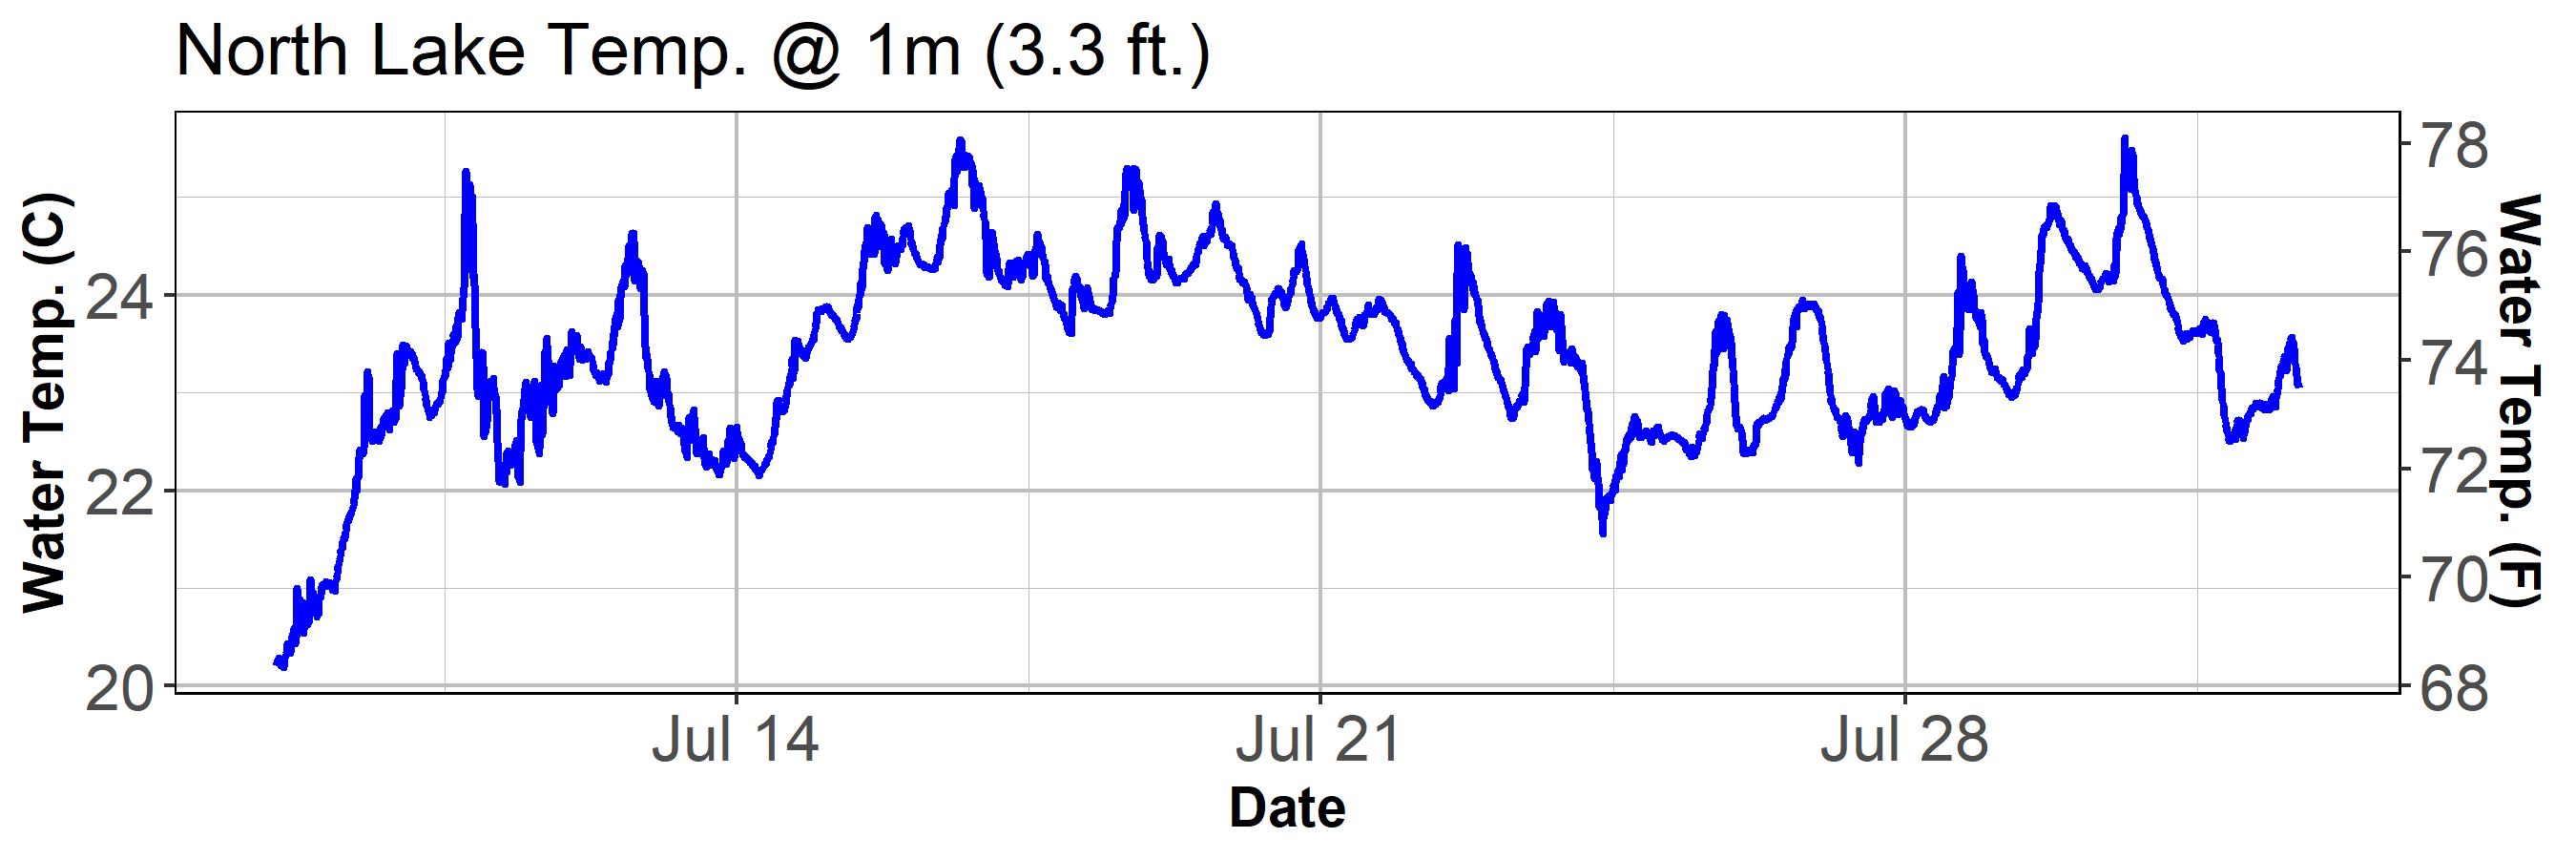 North Lake Temp. @ 1m (3.3 ft.)
Water Temp. (C)
24
22
20
78
76
74
72
70
68
Water Temp. (F)
Jul 14
Jul 21
Jul 28
Date